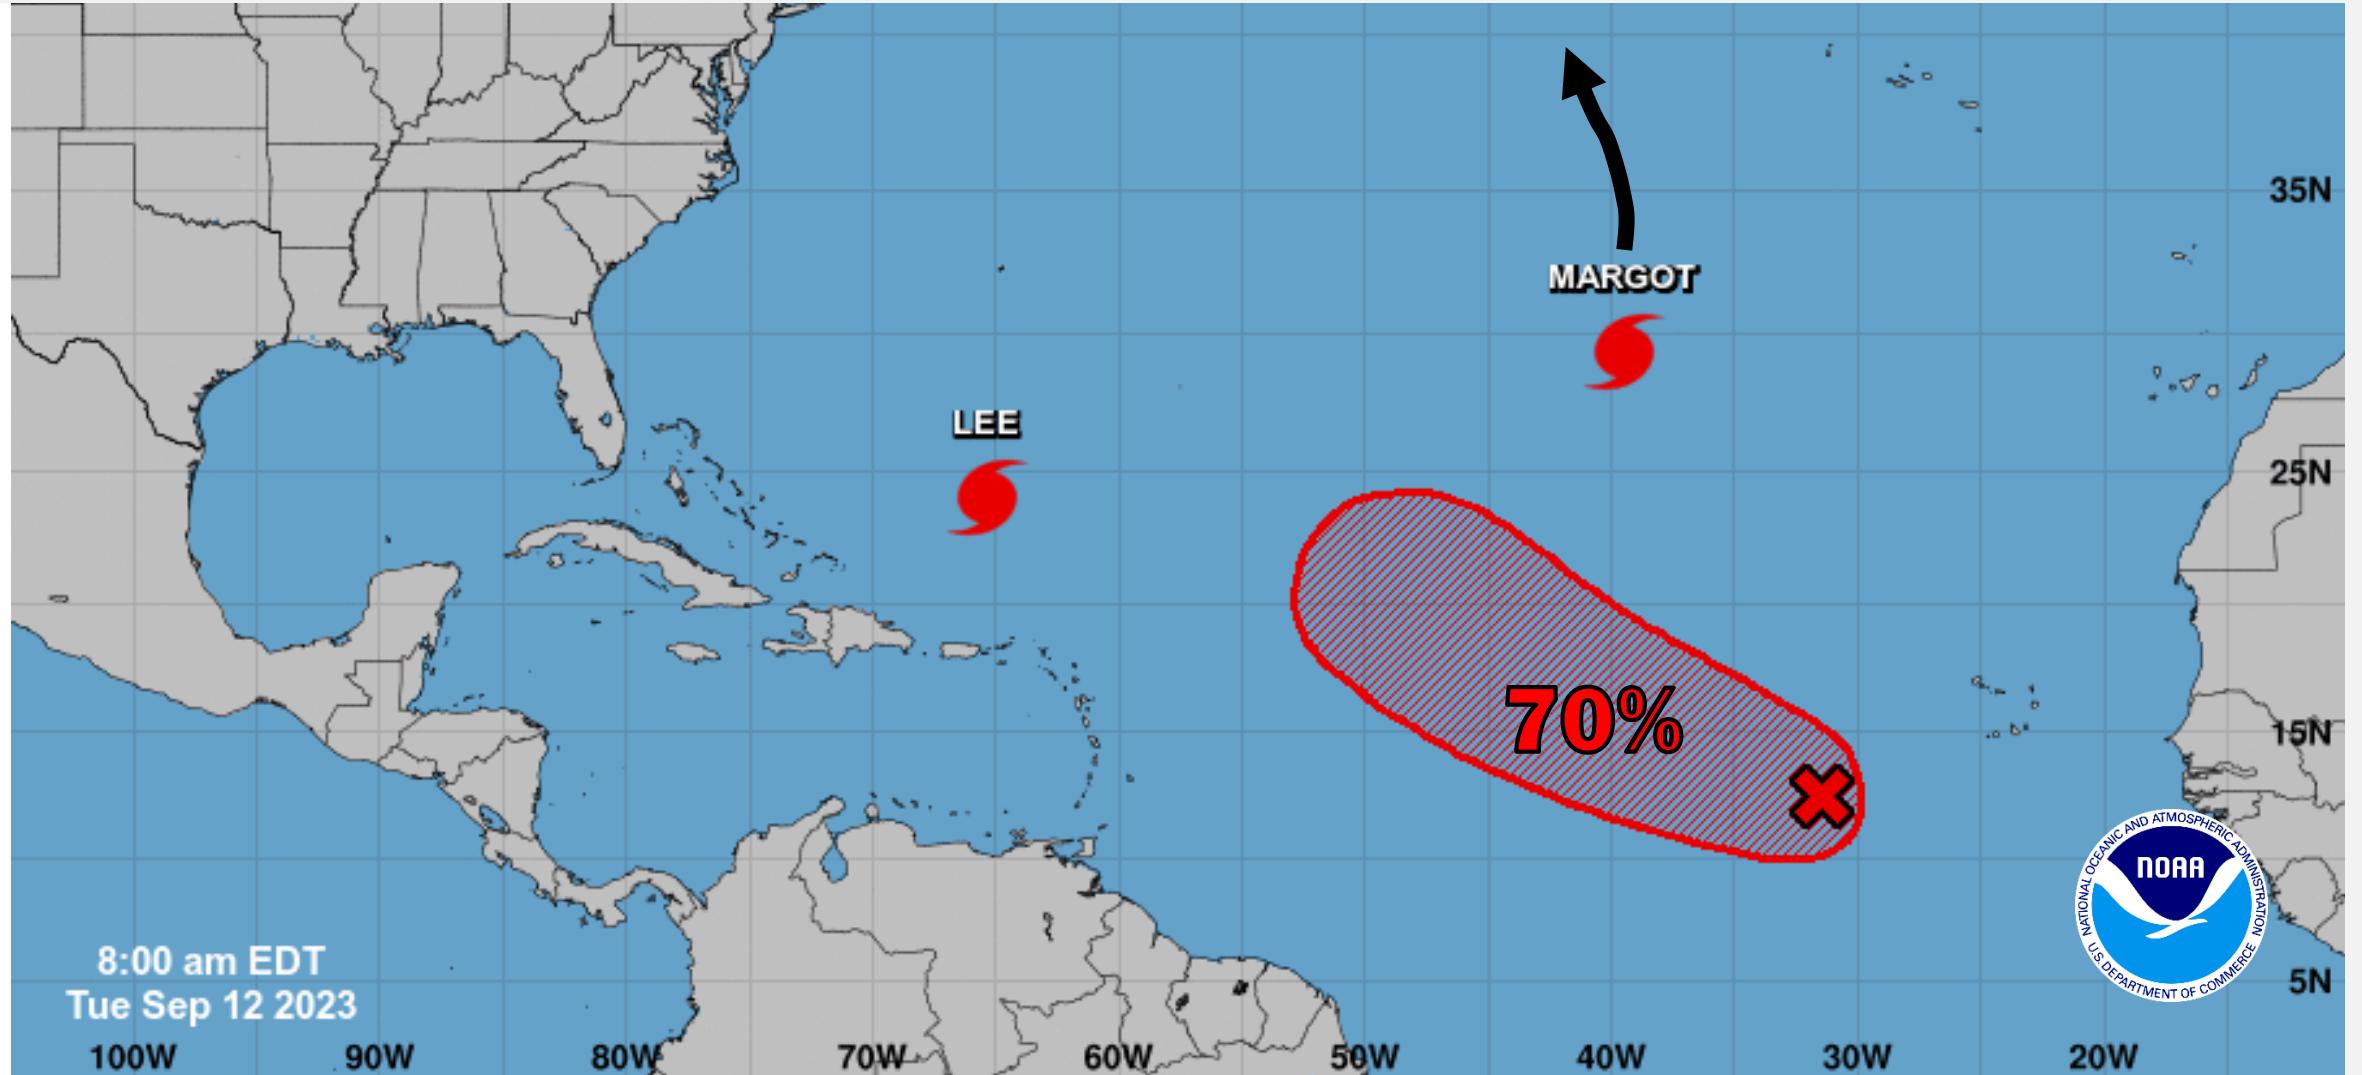 35N
MARGOT
LEE
25N
70%
15N
NATIONAL OCEANIC AND ATMOSPHERIC ADMINISTRATION
NOAA
U.S. DEPARTMENT OF COMMERCE
8:00 am EDT
Tue Sep 12 2023
5N
100W 90W 80W 70W 60W 50W 40W 30W 20W